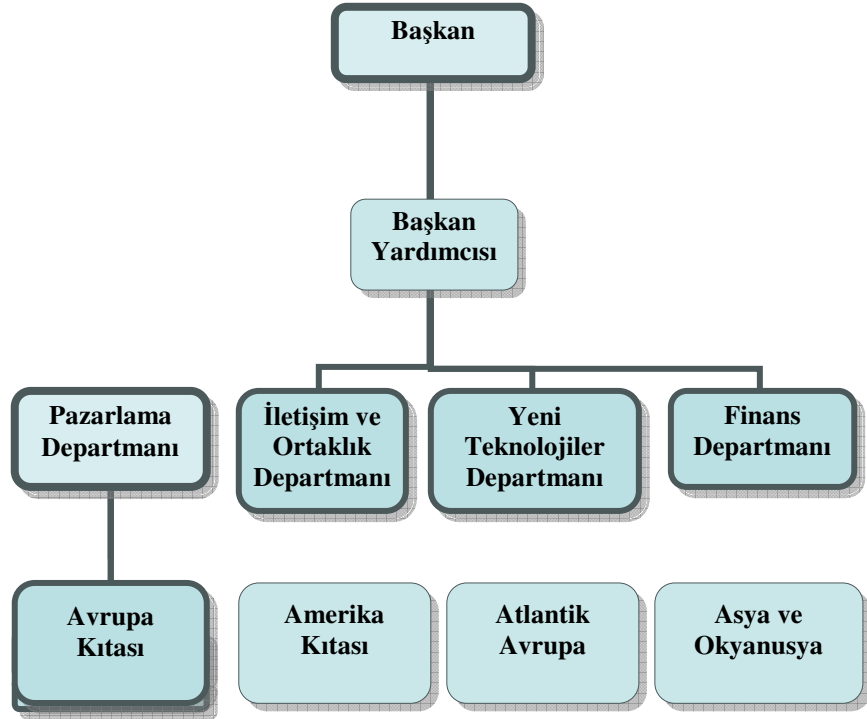 Başkan
Başkan
Yardımcısı
Pazarlama
Departmanı
İletişim ve
Ortaklık
Departmanı
Yeni
Teknolojiler
Departmanı
Finans
Departmanı
Avrupa
Kıtası
Amerika
Kıtası
Atlantik
Avrupa
Asya ve
Okyanusya